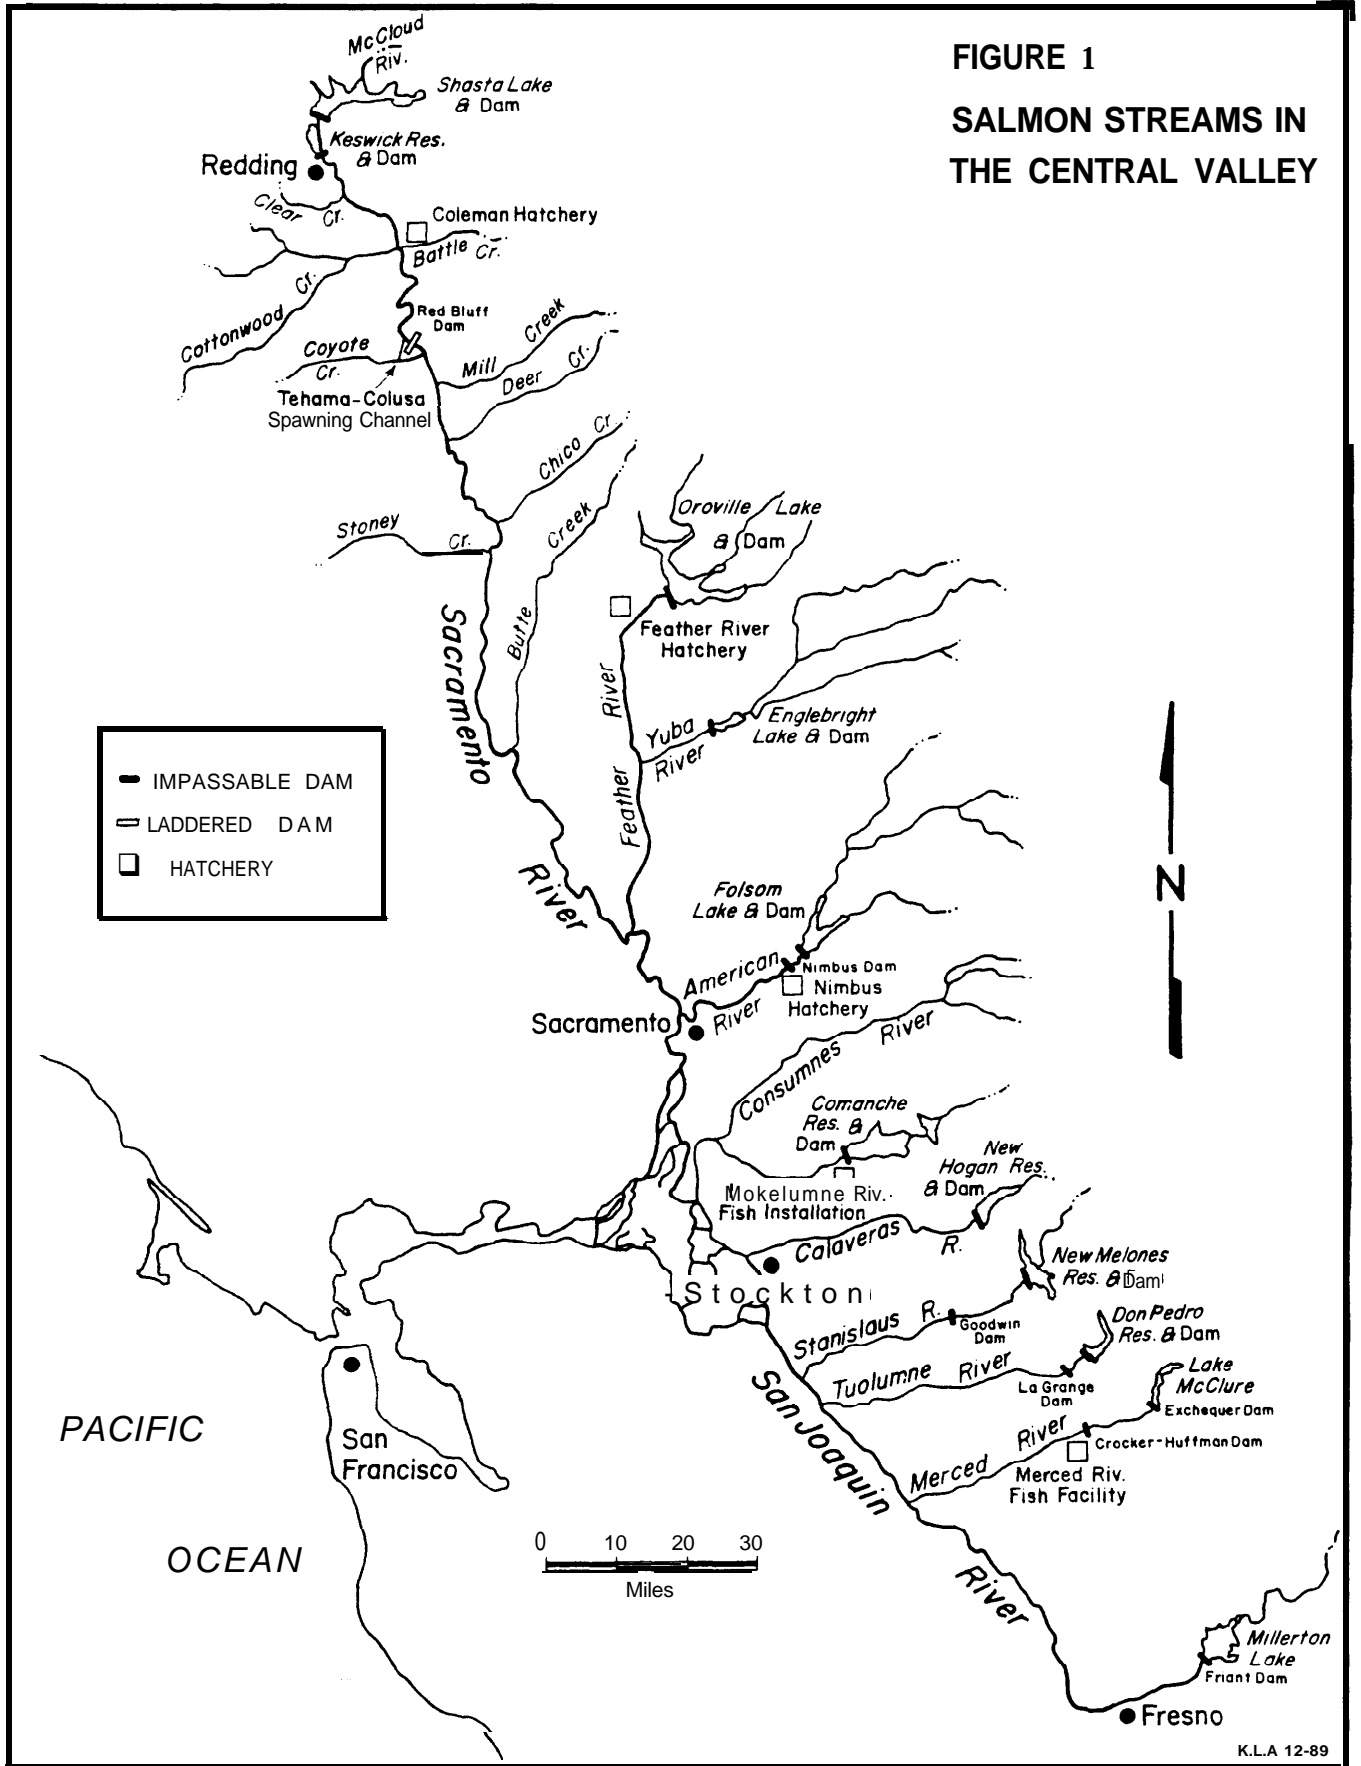 FIGURE 1
SALMON STREAMS IN
THE CENTRAL VALLEY
McCloud
Riv.
Shasta Lake
& Dam
Keswick Res.
& Dam
Redding
Clear Cr.
Coleman Hatchery
Battle Cr.
Cottonwood Cr.
Red Bluff
Dam
Coyote
Cr.
Mill Creek
Deer Cr.
Tehama-Colusa
Spawning Channel
Chico Cr.
Stoney Cr.
Butte Creek
Oroville Lake
& Dam
Feather River
Hatchery
Feather River
Yuba
River
Englebright
Lake & Dam
Sacramento
River
IMPASSABLE DAM
LADDERED DAM
HATCHERY
N
Folsom
Lake & Dam
American
River
Nimbus Dam
Nimbus
Hatchery
Sacramento
Consumnes River
Comanche
Res. &
Dam
New
Hogan Res.
& Dam
Mokelumne Riv.
Fish Installation
Calaveras R.
Stockton
New Melones
Res. & Dam
Stanislaus R.
Goodwin
Dam
Don Pedro
Res. & Dam
Tuolumne River
La Grange
Dam
Lake
McClure
Exchequer Dam
Merced River
Crocker-Huffman Dam
Merced Riv.
Fish Facility
San Joaquin
River
PACIFIC
OCEAN
San
Francisco
0 10 20 30
Miles
Millerton
Lake
Friant Dam
Fresno
K.L.A 12-89